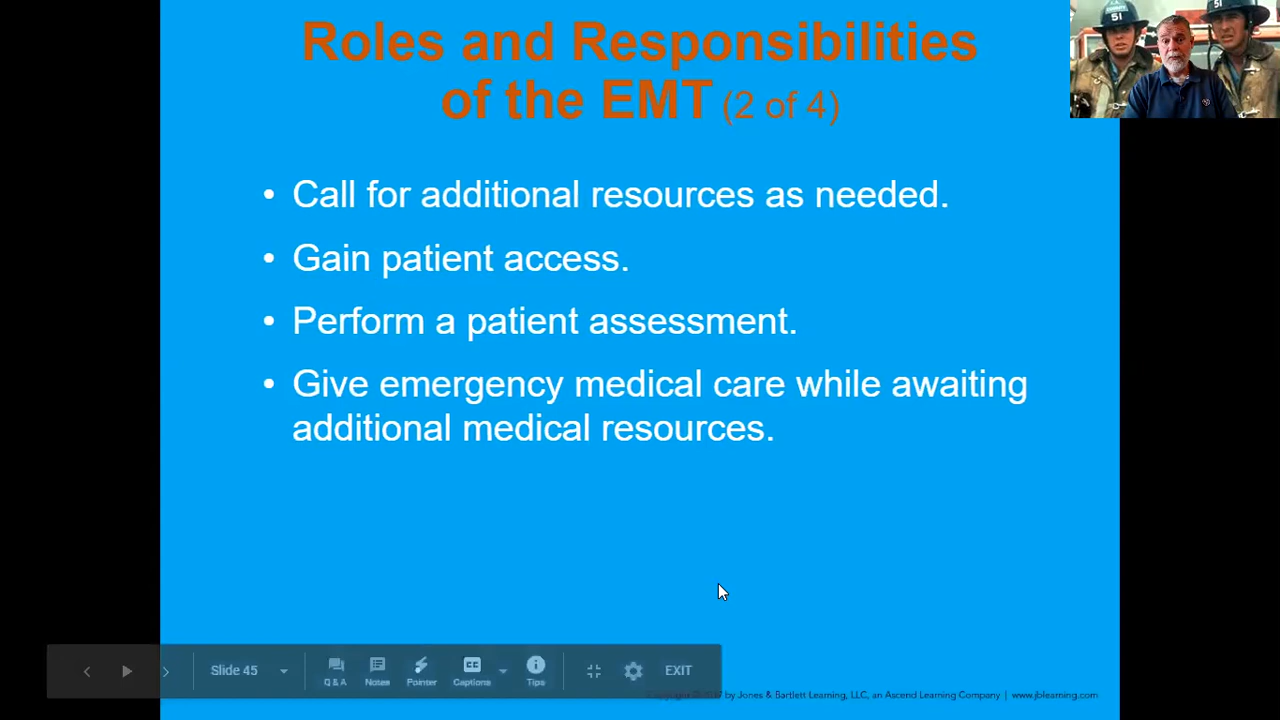 Roles and Responsibilities
of the EMT (2 of 4)
• Call for additional resources as needed.
• Gain patient access.
• Perform a patient assessment.
• Give emergency medical care while awaiting
additional medical resources.
51
51
Slide 45
Q & A
Notes
Pointer
Captions
Tips
EXIT
by Jones & Bartlett Learning, LLC, an Ascend Learning Company | www.jblearning.com